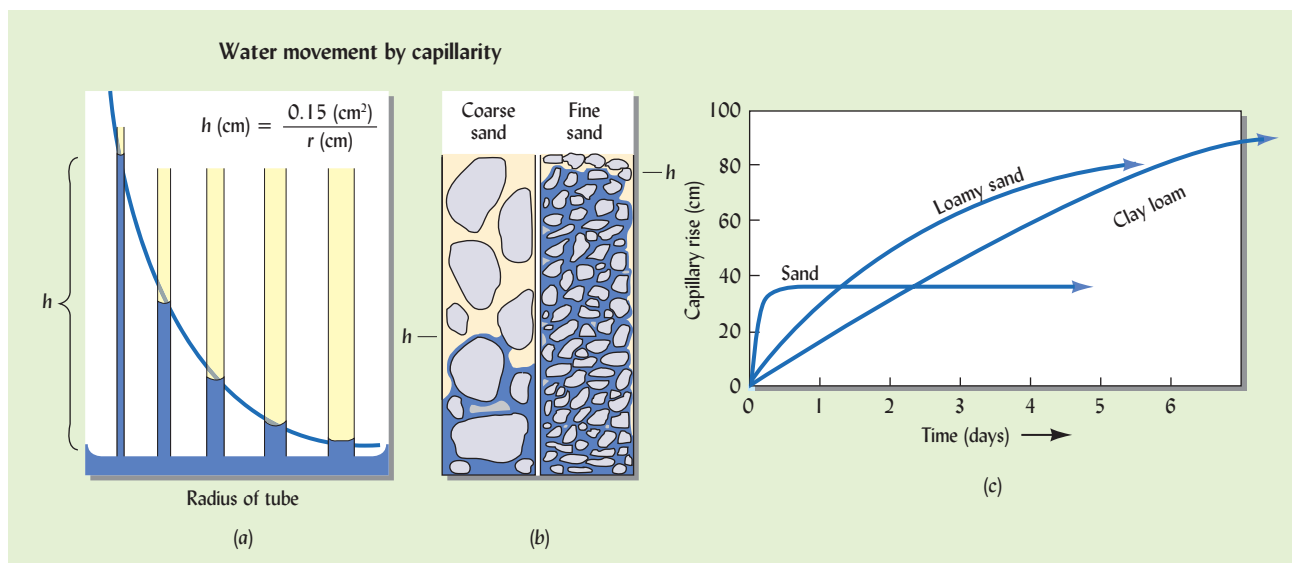 Water movement by capillarity
h (cm) = 0.15 (cm²) / r (cm)
h
Radius of tube
(a)
Coarse sand
Fine sand
h
h
(b)
100
80
60
40
20
0
Capillary rise (cm)
Sand
Loamy sand
Clay loam
0 1 2 3 4 5 6
Time (days)
(c)